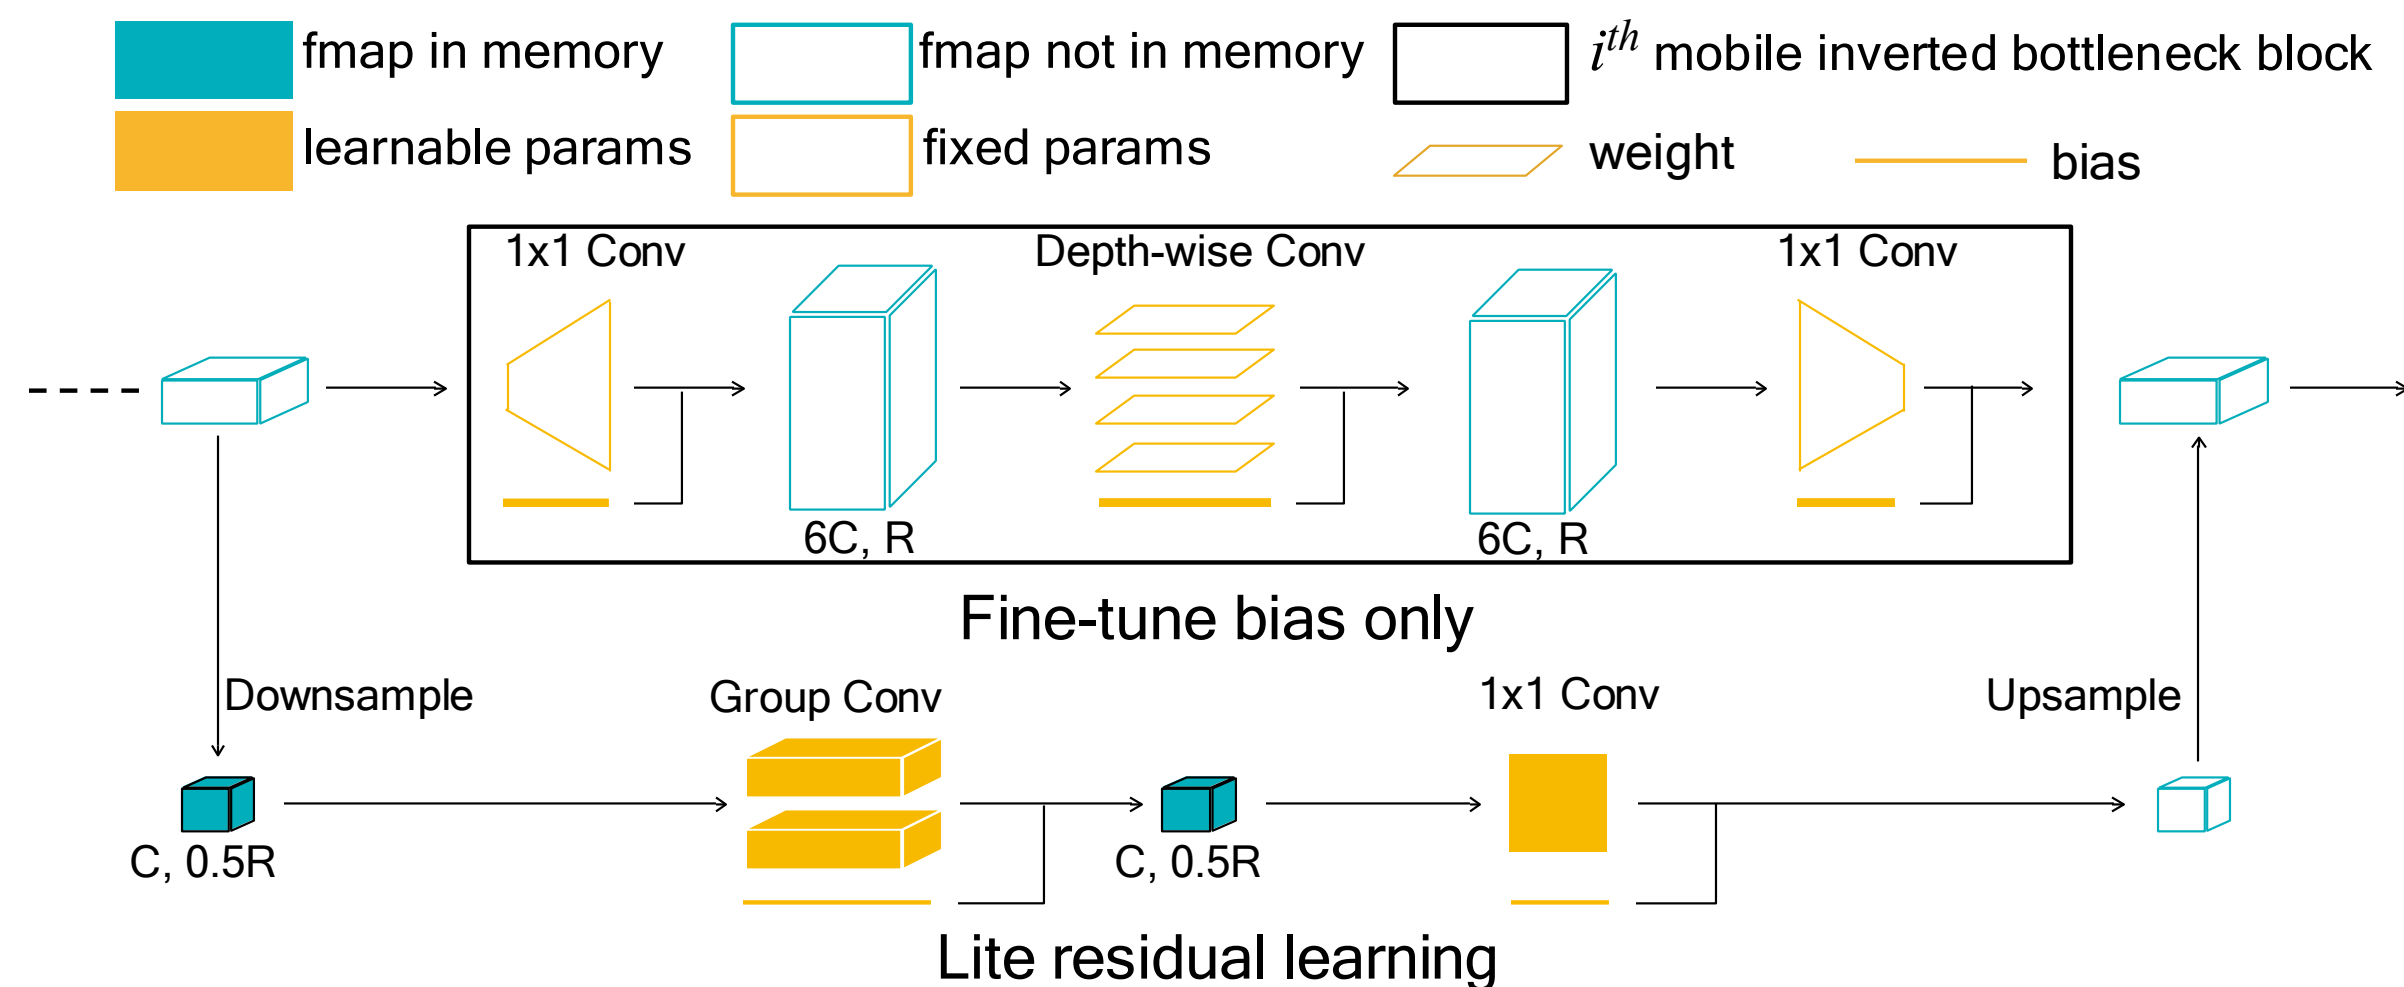 fmap in memory
fmap not in memory
i^th mobile inverted bottleneck block
learnable params
fixed params
weight
bias
1x1 Conv
Depth-wise Conv
1x1 Conv
6C, R
6C, R
Fine-tune bias only
Downsample
Group Conv
1x1 Conv
Upsample
C, 0.5R
C, 0.5R
Lite residual learning